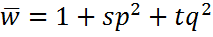 w̅ = 1 + sp² + tq²